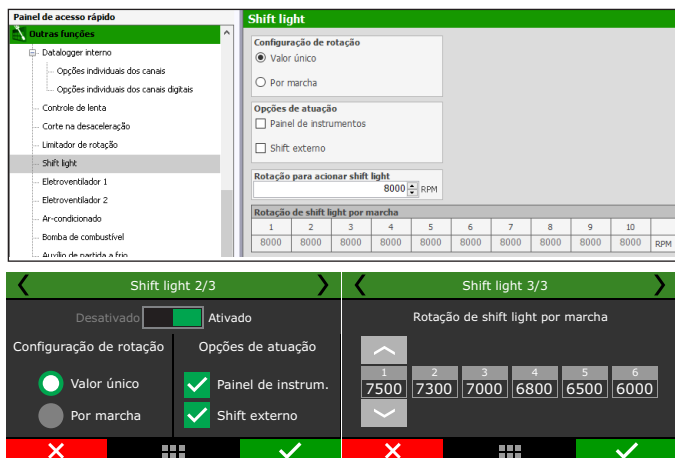 Painel de acesso rápido
Outras funções
Datalogger interno
Opções individuais dos canais
Opções individuais dos canais digitais
Controle de lenta
Corte na desaceleração
Limitador de rotação
Shift light
Eletroventilador 1
Eletroventilador 2
Ar-condicionado
Bomba de combustível
Auxílio de partida a frio
Shift light
Configuração de rotação
Valor único
Por marcha
Opções de atuação
Painel de instrumentos
Shift externo
Rotação para acionar shift light
8000 RPM
Rotação de shift light por marcha
1 2 3 4 5 6 7 8 9 10
8000 8000 8000 8000 8000 8000 8000 8000 8000 8000 RPM
Shift light 2/3
Desativado Ativado
Configuração de rotação Opções de atuação
Valor único Painel de instrum.
Por marcha Shift externo
Shift light 3/3
Rotação de shift light por marcha
1 2 3 4 5 6
7500 7300 7000 6800 6500 6000